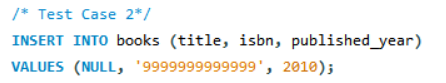 /* Test Case 2*/
INSERT INTO books (title, isbn, published_year)
VALUES (NULL, '9999999999999', 2010);